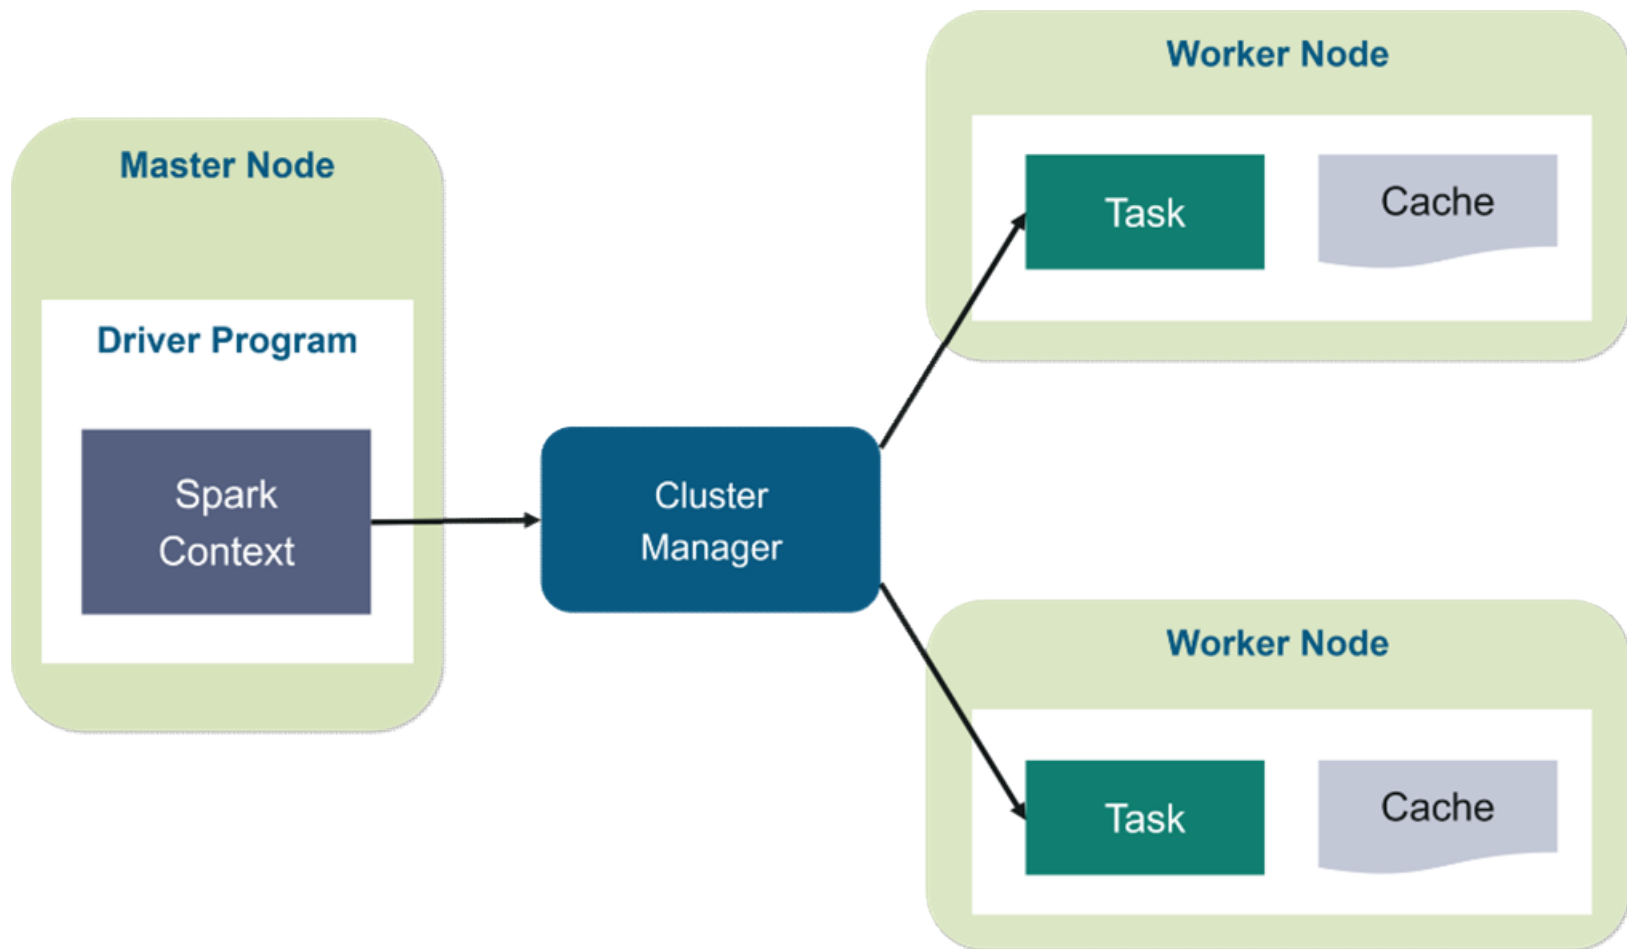 Master Node
Driver Program
Spark
Context
Cluster
Manager
Worker Node
Task
Cache
Worker Node
Task
Cache